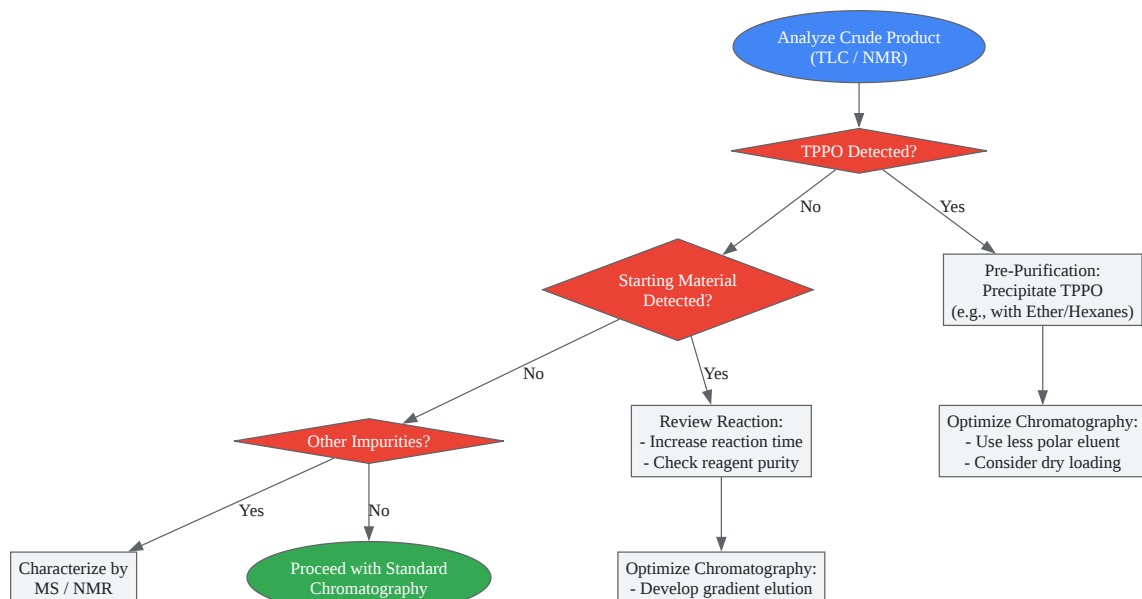 Analyze Crude Product
(TLC / NMR)
TPPO Detected?
No
Yes
Starting Material
Detected?
Pre-Purification:
Precipitate TPPO
(e.g., with Ether/Hexanes)
No
Yes
Other Impurities?
Review Reaction:
- Increase reaction time
- Check reagent purity
Optimize Chromatography:
- Use less polar eluent
- Consider dry loading
Yes
No
Characterize by
MS / NMR
Proceed with Standard
Chromatography
Optimize Chromatography:
- Develop gradient elution